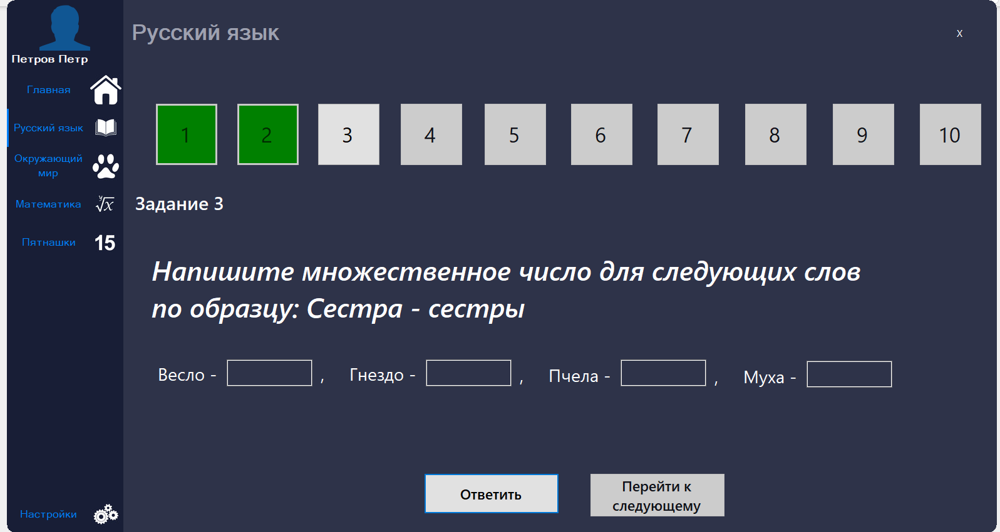 Петров Петр
Главная
Русский язык
Окружающий
мир
Математика
Пятнашки
15
Настройки
Русский язык
x
1 2 3 4 5 6 7 8 9 10
Задание 3
Напишите множественное число для следующих слов
по образцу: Сестра - сестры
Весло - , Гнездо - , Пчела - , Муха -
Ответить
Перейти к
следующему